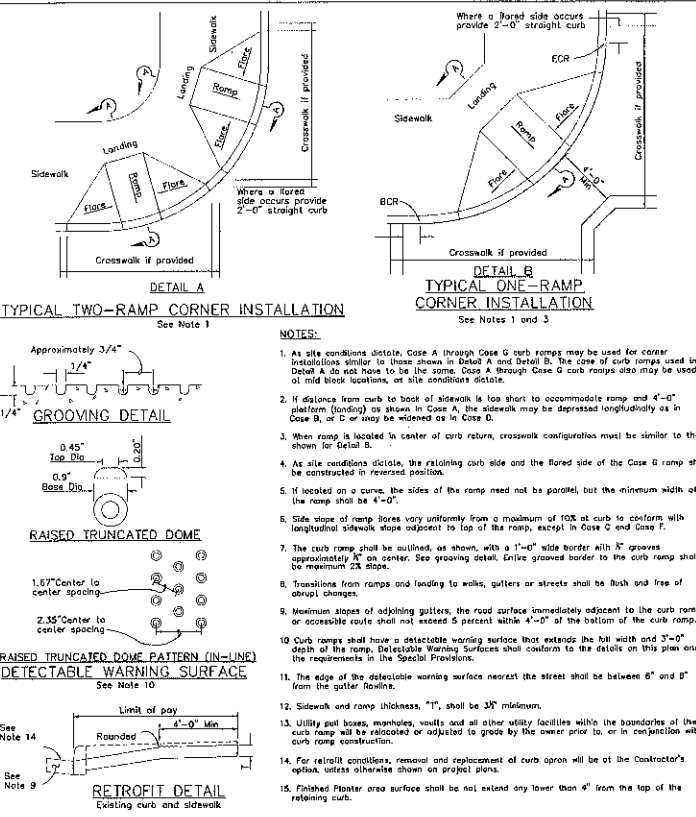 Sidewalk
Flare
Ramp
Landing
Flare
A
A
A
Landing
Sidewalk
Flare
Ramp
Flare
A
Crosswalk if provided
Where a flared
side occurs provide
2'-0" straight curb
Crosswalk if provided
DETAIL A
TYPICAL TWO-RAMP CORNER INSTALLATION
See Note 1
Where a flared side occurs
provide 2'-0" straight curb
ECR
A
Landing
Sidewalk
Flare
Ramp
Flare
A
4'-0"
Min
BCR
Crosswalk if provided
Crosswalk if provided
DETAIL B
TYPICAL ONE-RAMP
CORNER INSTALLATION
See Notes 1 and 3
Approximately 3/4"
1/4"
1/4"
GROOVING DETAIL
0.45"
Top Dia
0.20"
0.9"
Base Dia
RAISED TRUNCATED DOME
1.67"Center to
center spacing
2.35"Center to
center spacing
RAISED TRUNCATED DOME PATTERN (IN-LINE)
DETECTABLE WARNING SURFACE
See Note 10
Limit of pay
4'-0" Min
Rounded
See
Note 14
See
Note 9
RETROFIT DETAIL
Existing curb and sidewalk
NOTES:
1. As site conditions dictate, Case A through Case G curb ramps may be used for corner
installations similar to those shown in Detail A and Detail B. The case of curb ramps used in
Detail A do not have to be the same. Case A through Case G curb ramps also may be used
at mid block locations, as site conditions dictate.
2. If distance from curb to back of sidewalk is too short to accommodate ramp and 4'-0"
platform (landing) as shown in Case A, the sidewalk may be depressed longitudinally as in
Case B, or C or may be widened as in Case D.
3. When ramp is located in center of curb return, crosswalk configuration must be similar to
shown for Detail B.
4. As site conditions dictate, the retaining curb side and the flared side of the Case G ramp
be constructed in reversed position.
5. If located on a curve, the sides of the ramp need not be parallel, but the minimum width of
the ramp shall be 4'-0".
6. Side slope of ramp flares vary uniformly from a maximum of 10% at curb to conform with
longitudinal sidewalk slope adjacent to top of the ramp, except in Case C and Case F.
7. The curb ramp shall be outlined, as shown, with a 1'-0" wide border with grooves
approximately on center. See grooving detail. Entire grooved border to the curb ramp shall
be maximum 2% slope.
8. Transitions from ramps and landing to walks, gutters or streets shall be flush and free of
abrupt changes.
9. Maximum slopes of adjoining gutters, the road surface immediately adjacent to the curb ramp
or accessible route shall not exceed 5 percent within 4'-0" of the bottom of the curb ramp.
10 Curb ramps shall have a detectable warning surface that extends the full width and 3'-0"
depth of the ramp. Detectable Warning Surfaces shall conform to the details on this plan and
the requirements in the Special Provisions.
11. The edge of the detectable warning surface nearest the street shall be between 6" and 8"
from the gutter flowline.
12. Sidewalk and ramp thickness, "T", shall be minimum.
13. Utility pull boxes, manholes, vaults and all other utility facilities within the boundaries of the
curb ramp will be relocated or adjusted to grade by the owner prior to, or in conjunction with
curb ramp construction.
14. For retrofit conditions, removal and replacement of curb apron will be at the Contractor's
option, unless otherwise shown on project plans.
15. Finished Planter area surface shall be not extend any lower than 4" from the top of the
retaining curb.